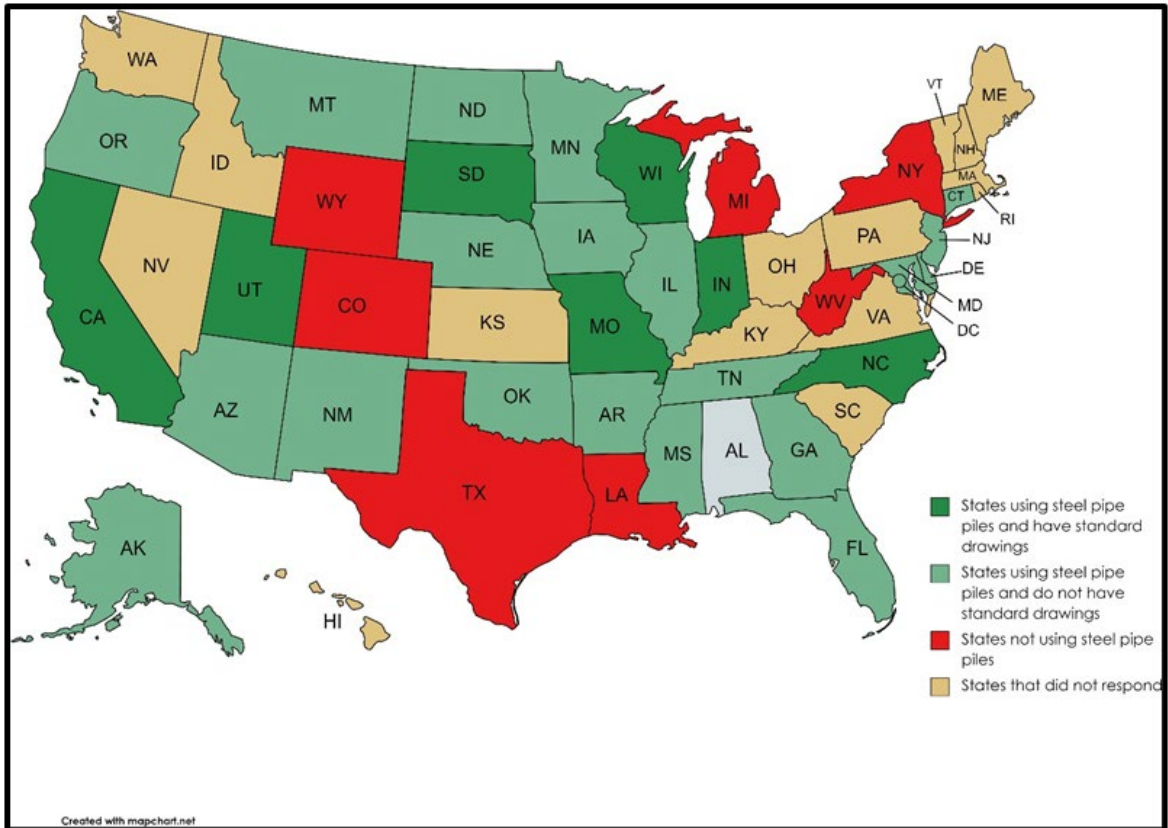 WA
MT
ND
MN
VT
ME
OR
ID
SD
WI
NH
NY
MA
WY
MI
CT
RI
NV
NE
IA
PA
NJ
UT
CO
IL
IN
OH
DE
CA
KS
MO
WV
VA
MD
KY
DC
AZ
NM
OK
TN
NC
AR
SC
MS
AL
GA
TX
LA
AK
FL
HI
States using steel pipe
piles and have standard
drawings
States using steel pipe
piles and do not have
standard drawings
States not using steel pipe
piles
States that did not respond
Created with mapchart.net